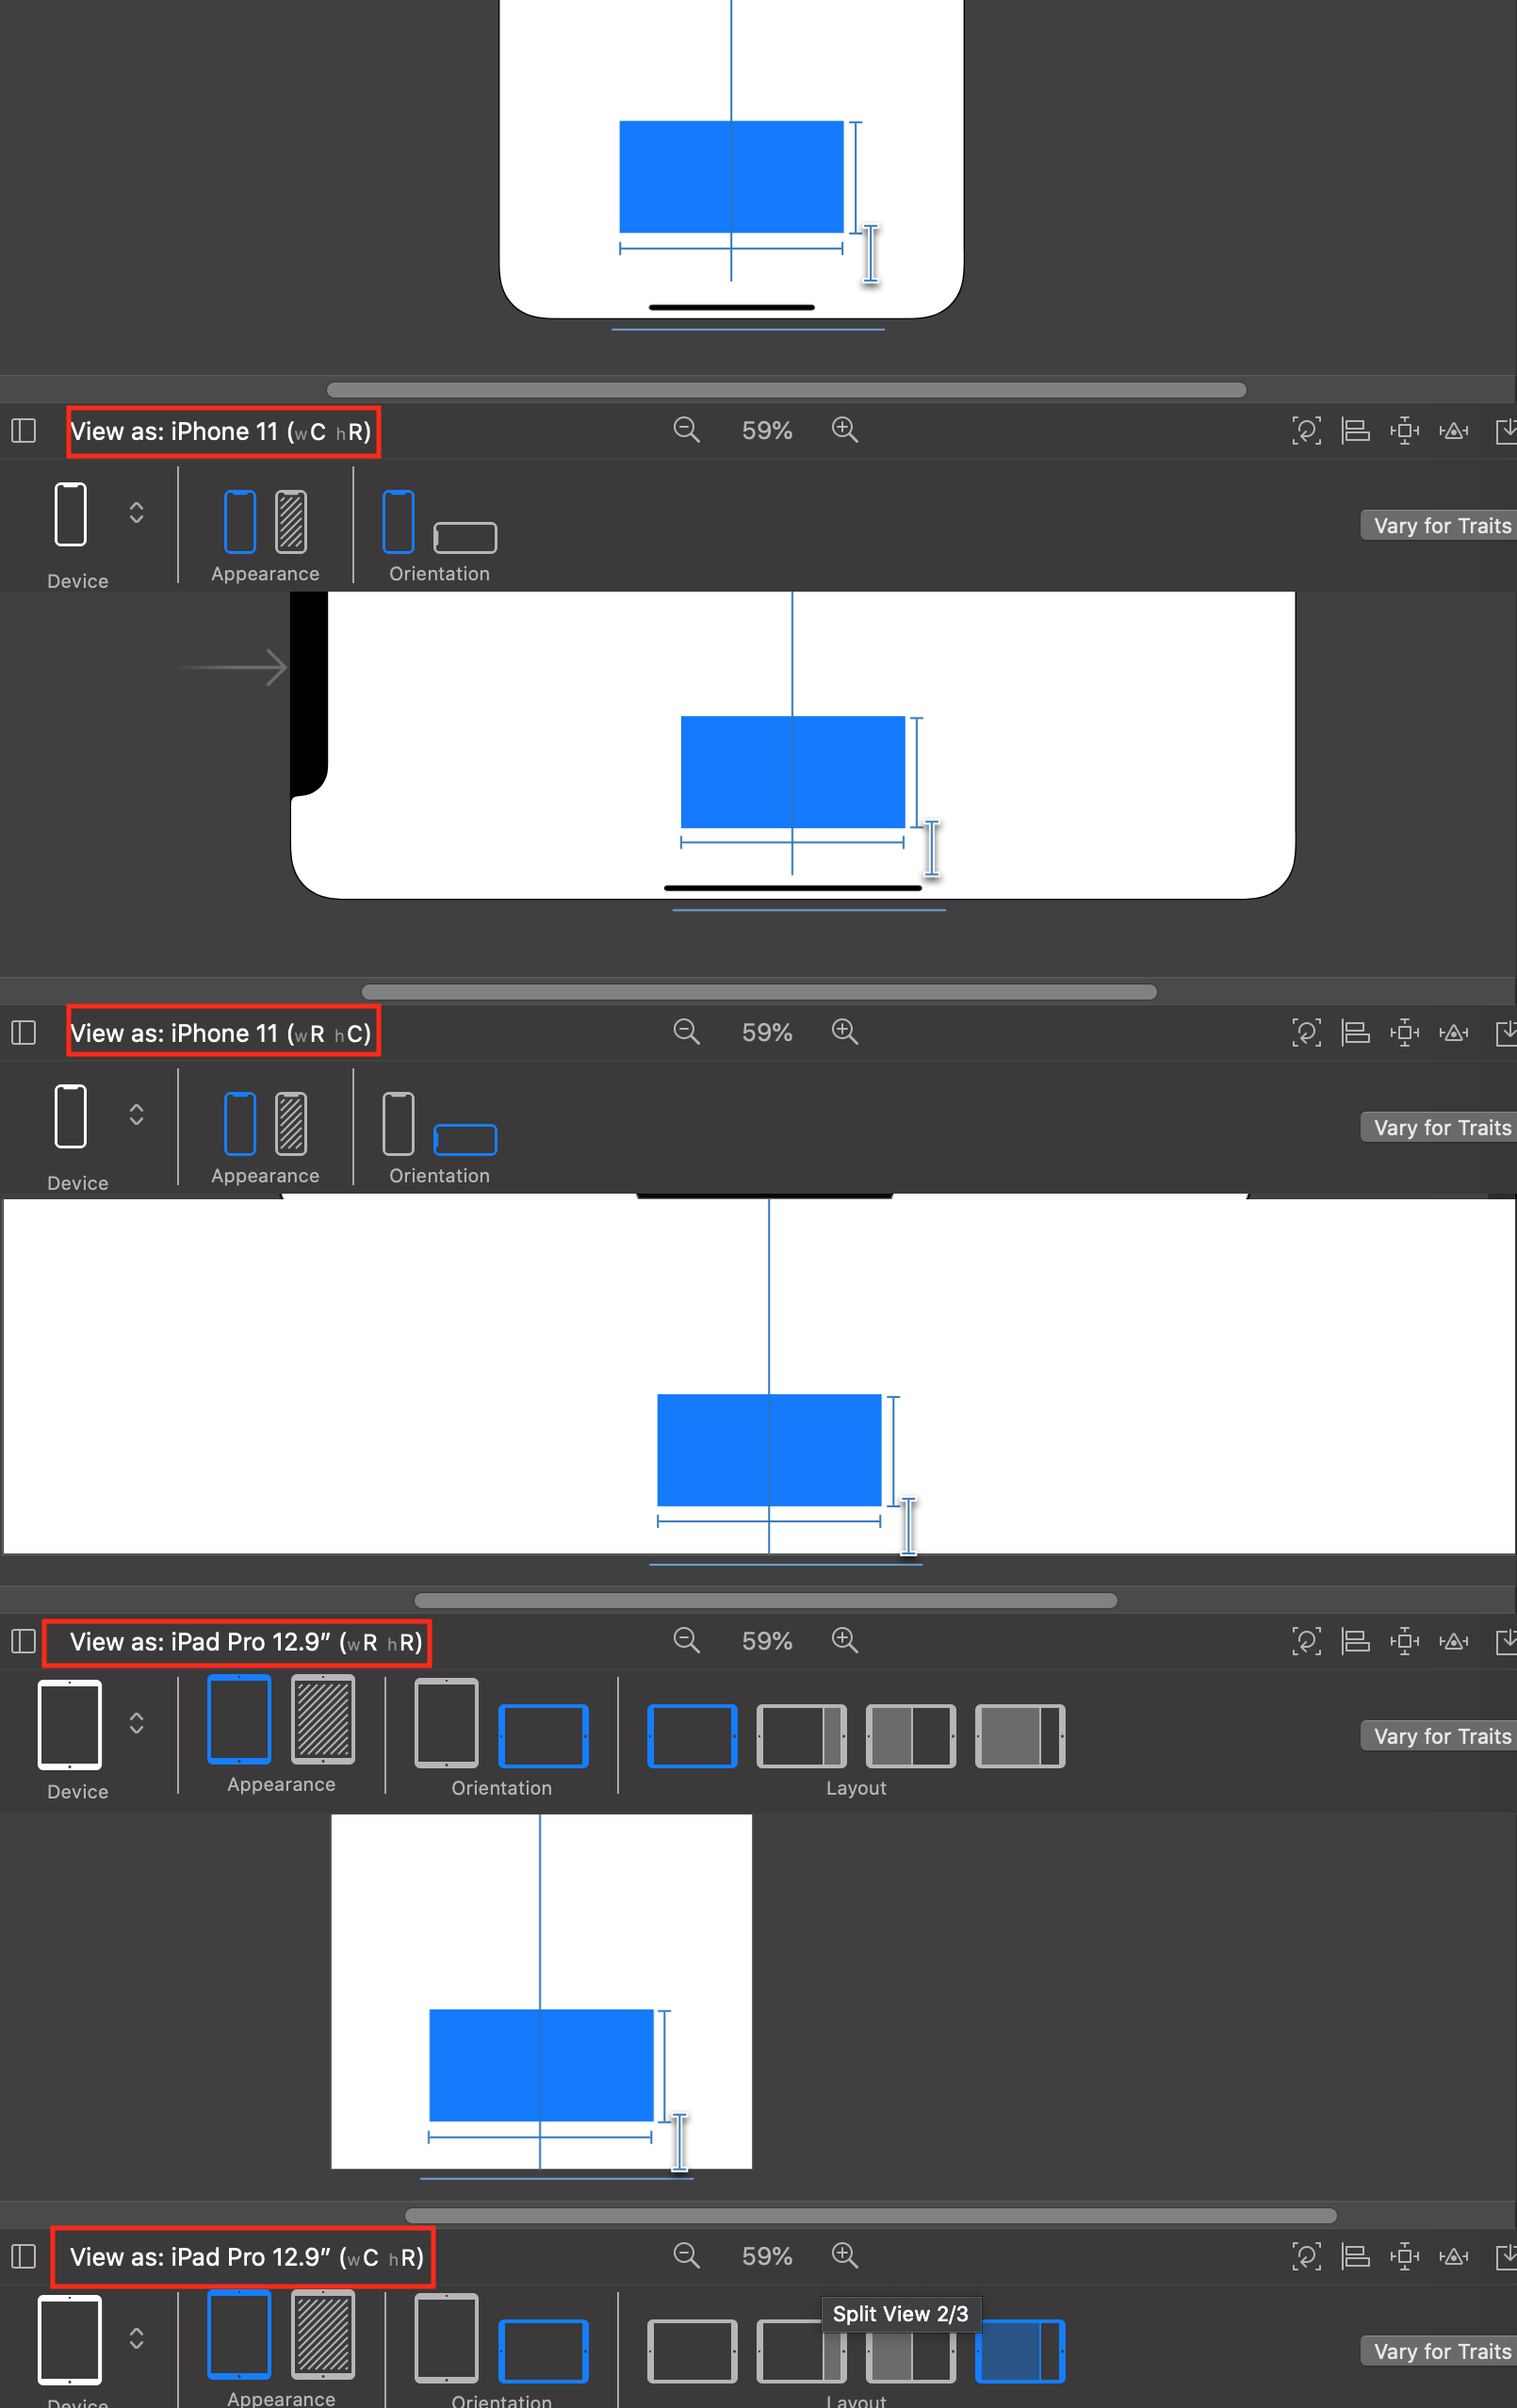 View as: iPhone 11 (wC hR)
59%
Vary for Traits
Device
Appearance
Orientation
View as: iPhone 11 (wR hC)
59%
Vary for Traits
Device
Appearance
Orientation
View as: iPad Pro 12.9” (wR hR)
59%
Vary for Traits
Device
Appearance
Orientation
Layout
View as: iPad Pro 12.9” (wC hR)
59%
Split View 2/3
Vary for Traits
Device
Appearance
Orientation
Layout